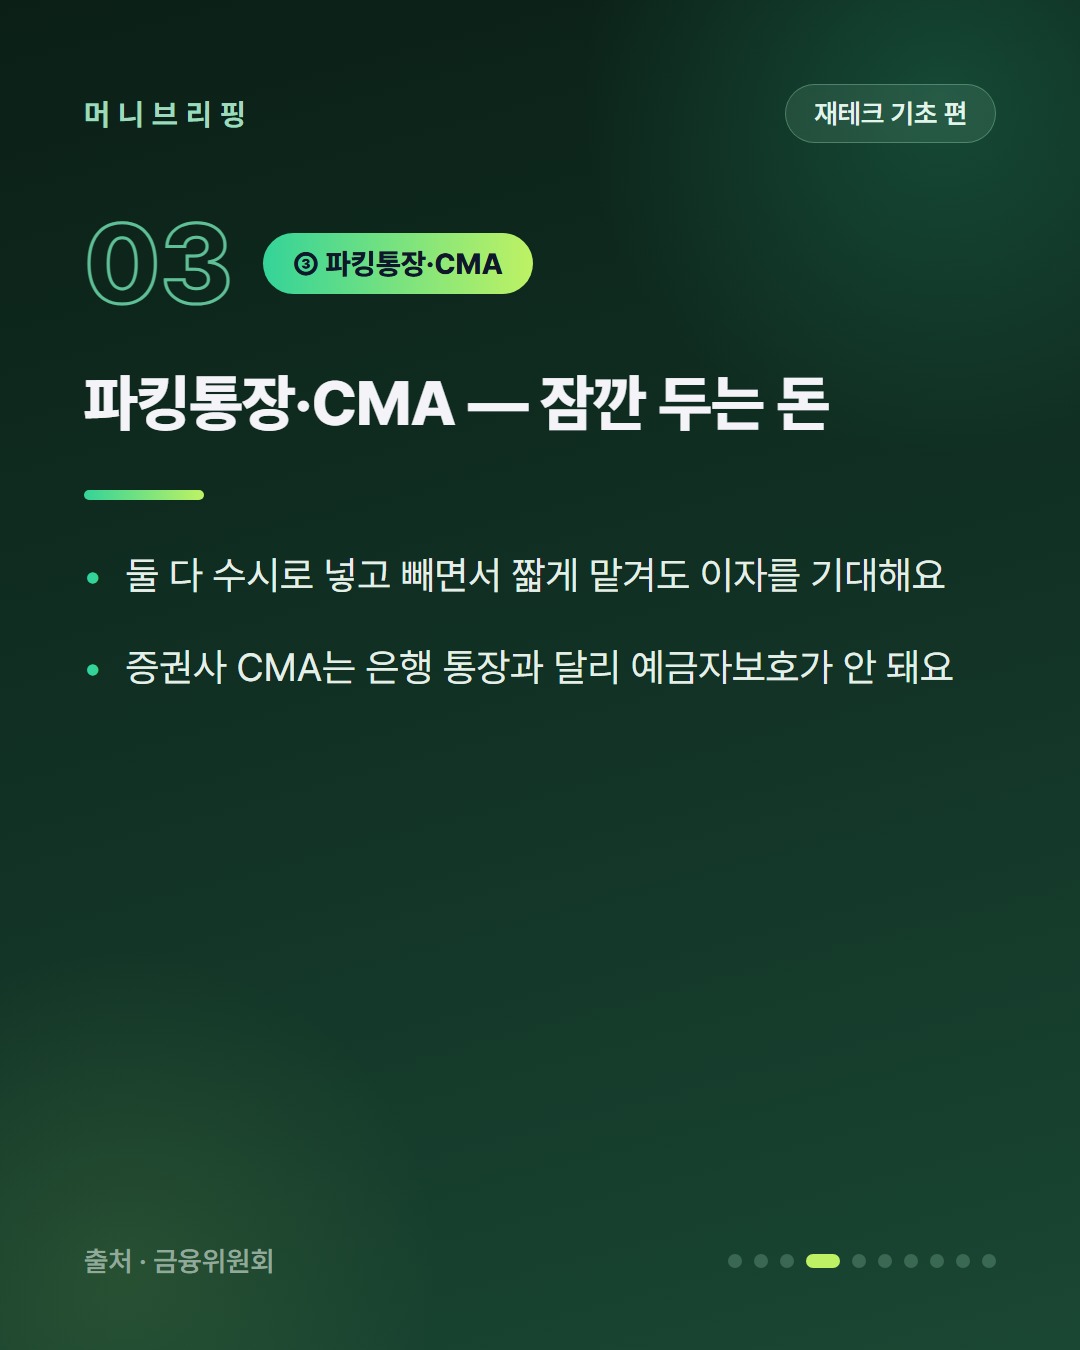 머니브리핑
재테크 기초 편
03
③ 파킹통장·CMA
파킹통장·CMA — 잠깐 두는 돈
• 둘 다 수시로 넣고 빼면서 짧게 맡겨도 이자를 기대해요
• 증권사 CMA는 은행 통장과 달리 예금자보호가 안 돼요
출처 · 금융위원회